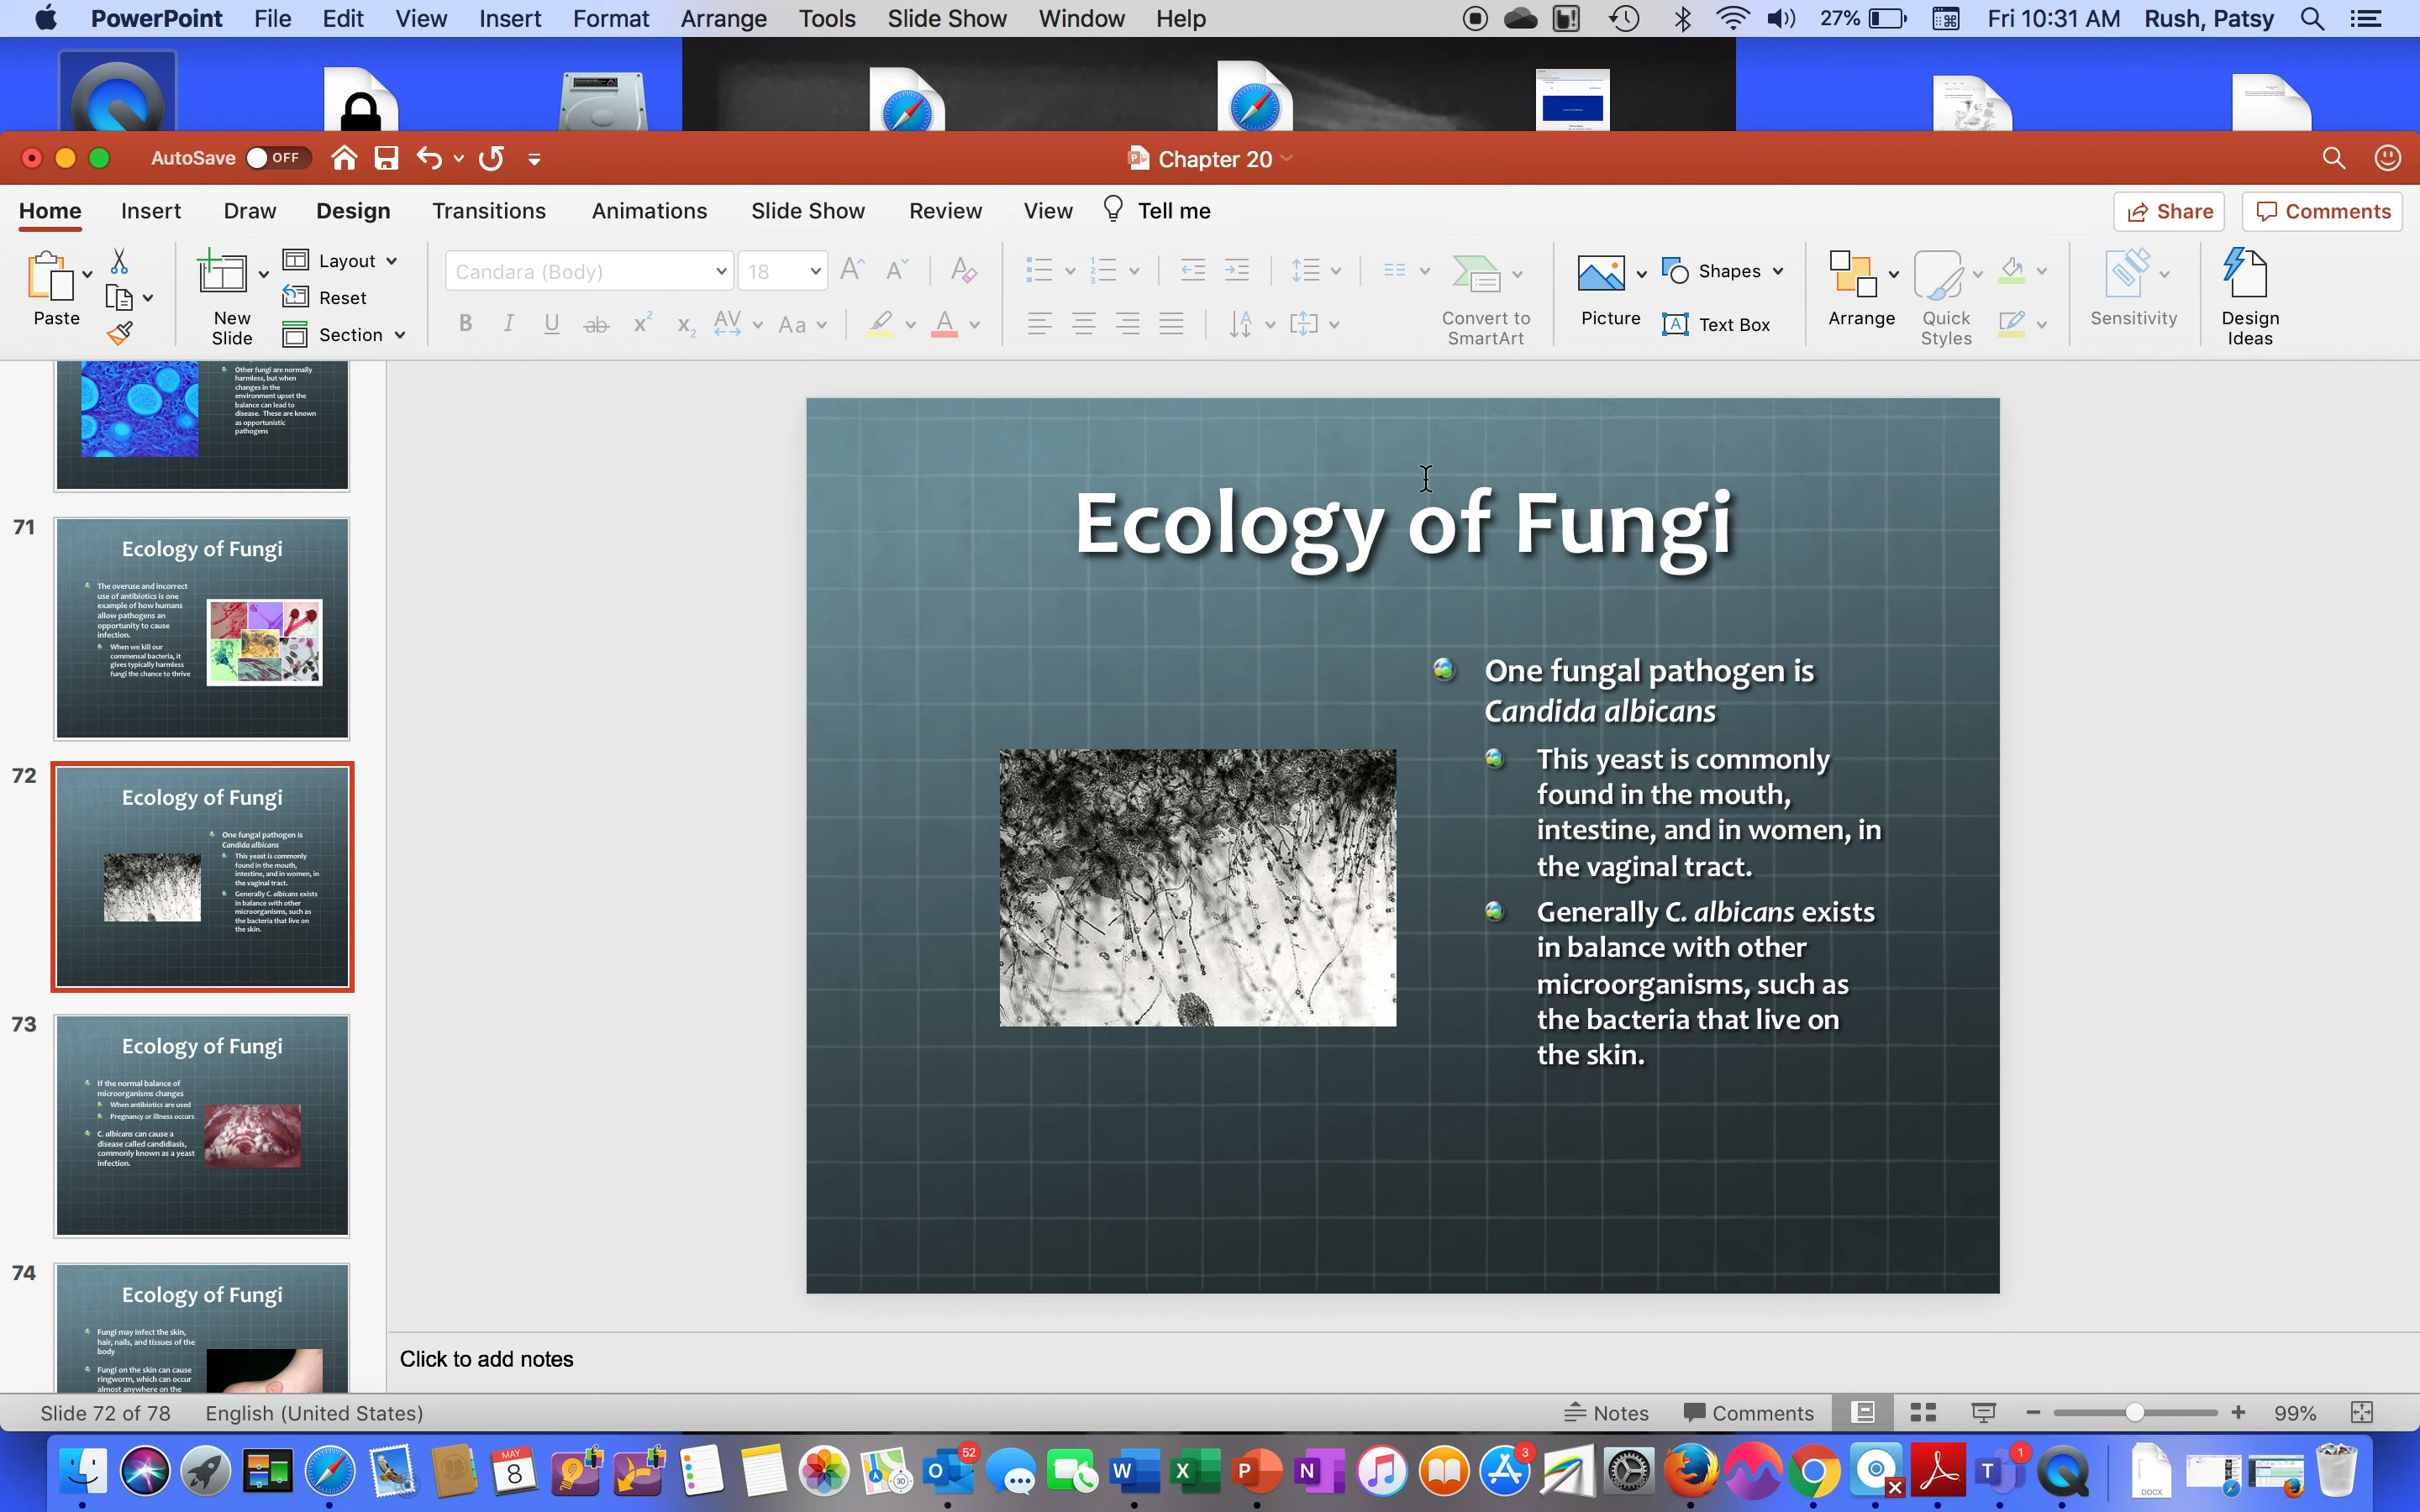 PowerPoint File Edit View Insert Format Arrange Tools Slide Show Window Help 27% Fri 10:31 AM Rush, Patsy
AutoSave OFF Chapter 20
Home Insert Draw Design Transitions Animations Slide Show Review View Tell me Share Comments
Paste
New Slide
Layout
Reset
Section
Candara (Body) 18
Convert to SmartArt
Picture
Shapes
Text Box
Arrange
Quick Styles
Sensitivity
Design Ideas
Other fungi are normally
harmless, but when
changes in the
environment upset the
balance can lead to
disease. These are known
as opportunistic
pathogens
71
Ecology of Fungi
The overuse and incorrect
use of antibiotics is one
example of how humans
allow pathogens an
opportunity to cause
infection.
When we kill our
commensal bacteria, it
gives typically harmless
fungi the chance to thrive
72
Ecology of Fungi
One fungal pathogen is
Candida albicans
This yeast is commonly
found in the mouth,
intestine, and in women, in
the vaginal tract.
Generally C. albicans exists
in balance with other
microorganisms, such as
the bacteria that live on
the skin.
73
Ecology of Fungi
If the normal balance of
microorganisms changes
When antibiotics are used
Pregnancy or illness occurs
C. albicans can cause a
disease called candidiasis,
commonly known as a yeast
infection.
74
Ecology of Fungi
Fungi may infect the skin,
hair, nails, and tissues of the
body
Fungi on the skin can cause
ringworm, which can occur
almost anywhere on the
Ecology of Fungi
One fungal pathogen is
Candida albicans
This yeast is commonly
found in the mouth,
intestine, and in women, in
the vaginal tract.
Generally C. albicans exists
in balance with other
microorganisms, such as
the bacteria that live on
the skin.
Click to add notes
Slide 72 of 78 English (United States) Notes Comments 99%
MAY
8
52
3
1
DOCX